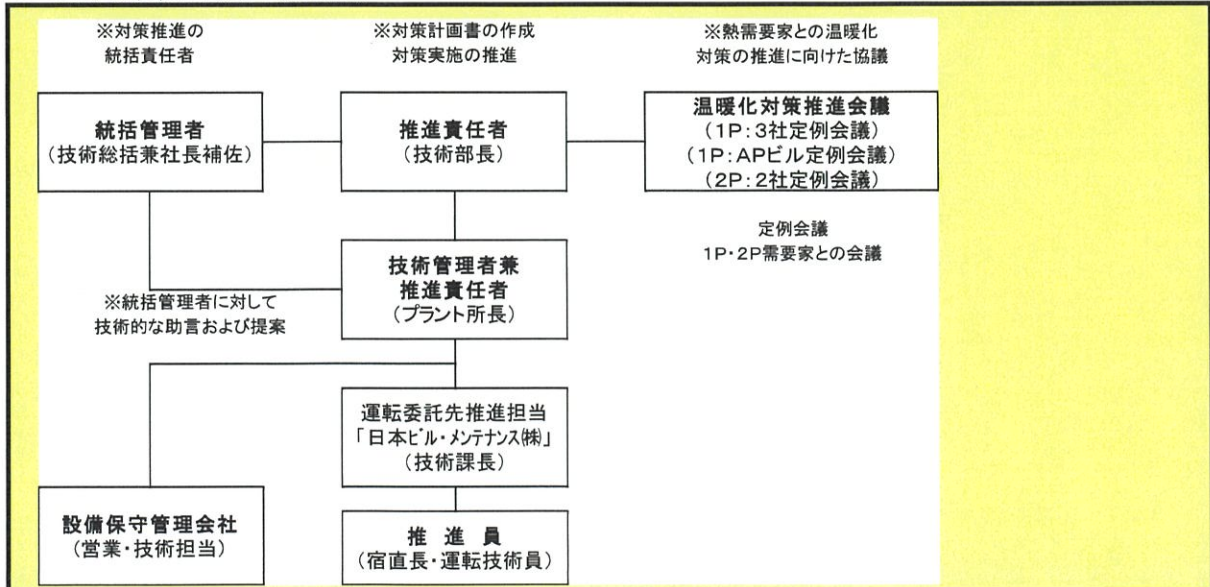 ※対策推進の
統括責任者
※対策計画書の作成
対策実施の推進
※熱需要家との温暖化
対策の推進に向けた協議
統括管理者
(技術総括兼社長補佐)
推進責任者
(技術部長)
温暖化対策推進会議
(1P:3社定例会議)
(1P:APビル定例会議)
(2P:2社定例会議)
定例会議
1P・2P需要家との会議
技術管理者兼
推進責任者
(プラント所長)
※統括管理者に対して
技術的な助言および提案
運転委託先推進担当
「日本ビル・メンテナンス㈱」
(技術課長)
設備保守管理会社
(営業・技術担当)
推 進 員
(宿直長・運転技術員)